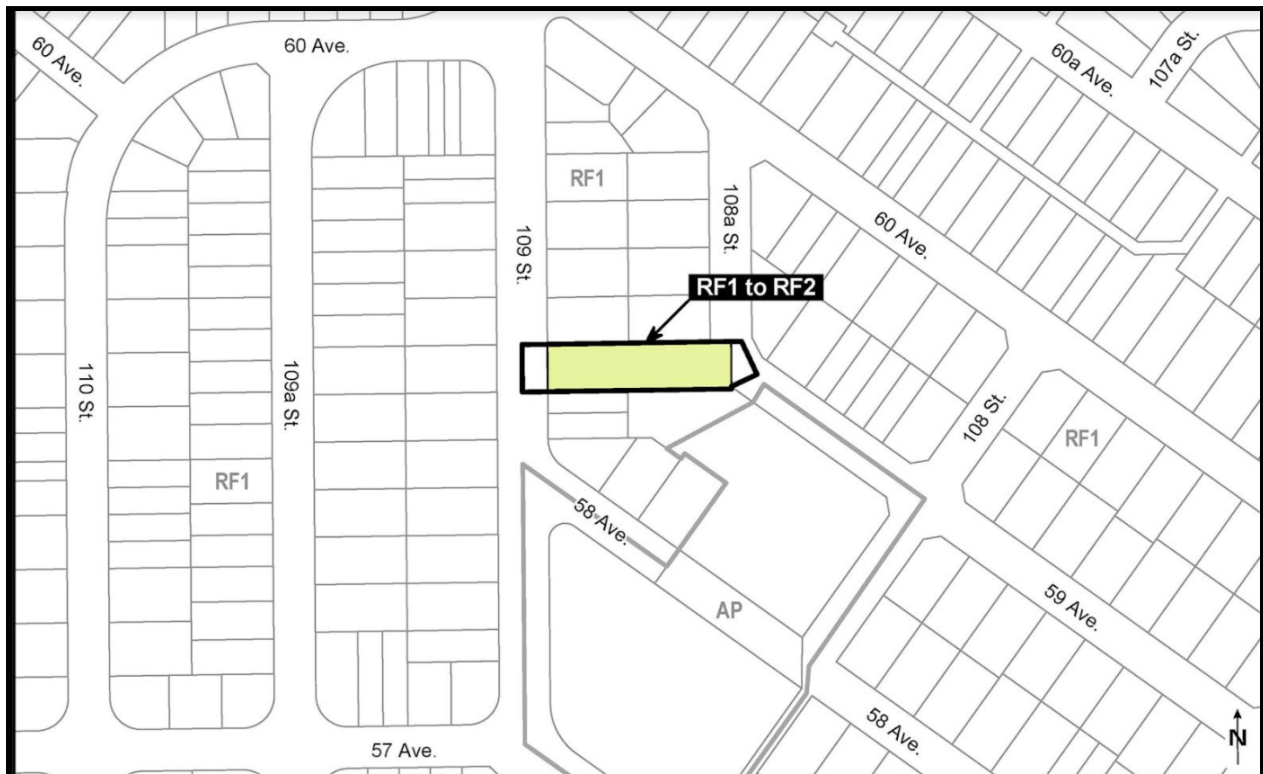 60 Ave.
60 Ave.
60a Ave.
107a St.
RF1
108a St.
60 Ave.
109 St.
RF1 to RF2
110 St.
109a St.
108 St.
RF1
RF1
58 Ave.
AP
59 Ave.
58 Ave.
57 Ave.
N